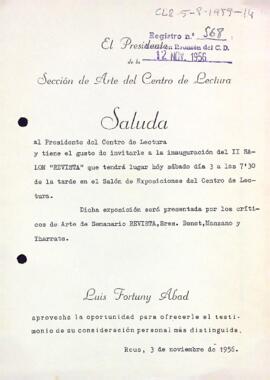 CLR 5-8-1959-14
Registro n.º 568
El Presidente
en Reunión del C. D.
de la
12 NOV. 1956
Sección de Arte del Centro de Lectura
Saluda
al Presidente del Centro de Lectura
y tiene el gusto de invitarle a la inauguración del II SA-
LON "REVISTA" que tendrá lugar hoy sábado día 3 a los 7'30
de la tarde en el Salón de Exposiciones del Centro de Lec-
tura.
Dicha exposición será presentada por los críti-
cos de Arte de Semanario REVISTA,Sres. Benet,Manzano y
Ybarrate.
Luis Fortuny Abad
aprovecha la oportunidad para ofrecerle el testi-
monio de su consideración personal más distinguida.
Reus, 3 de noviembre de 1956.